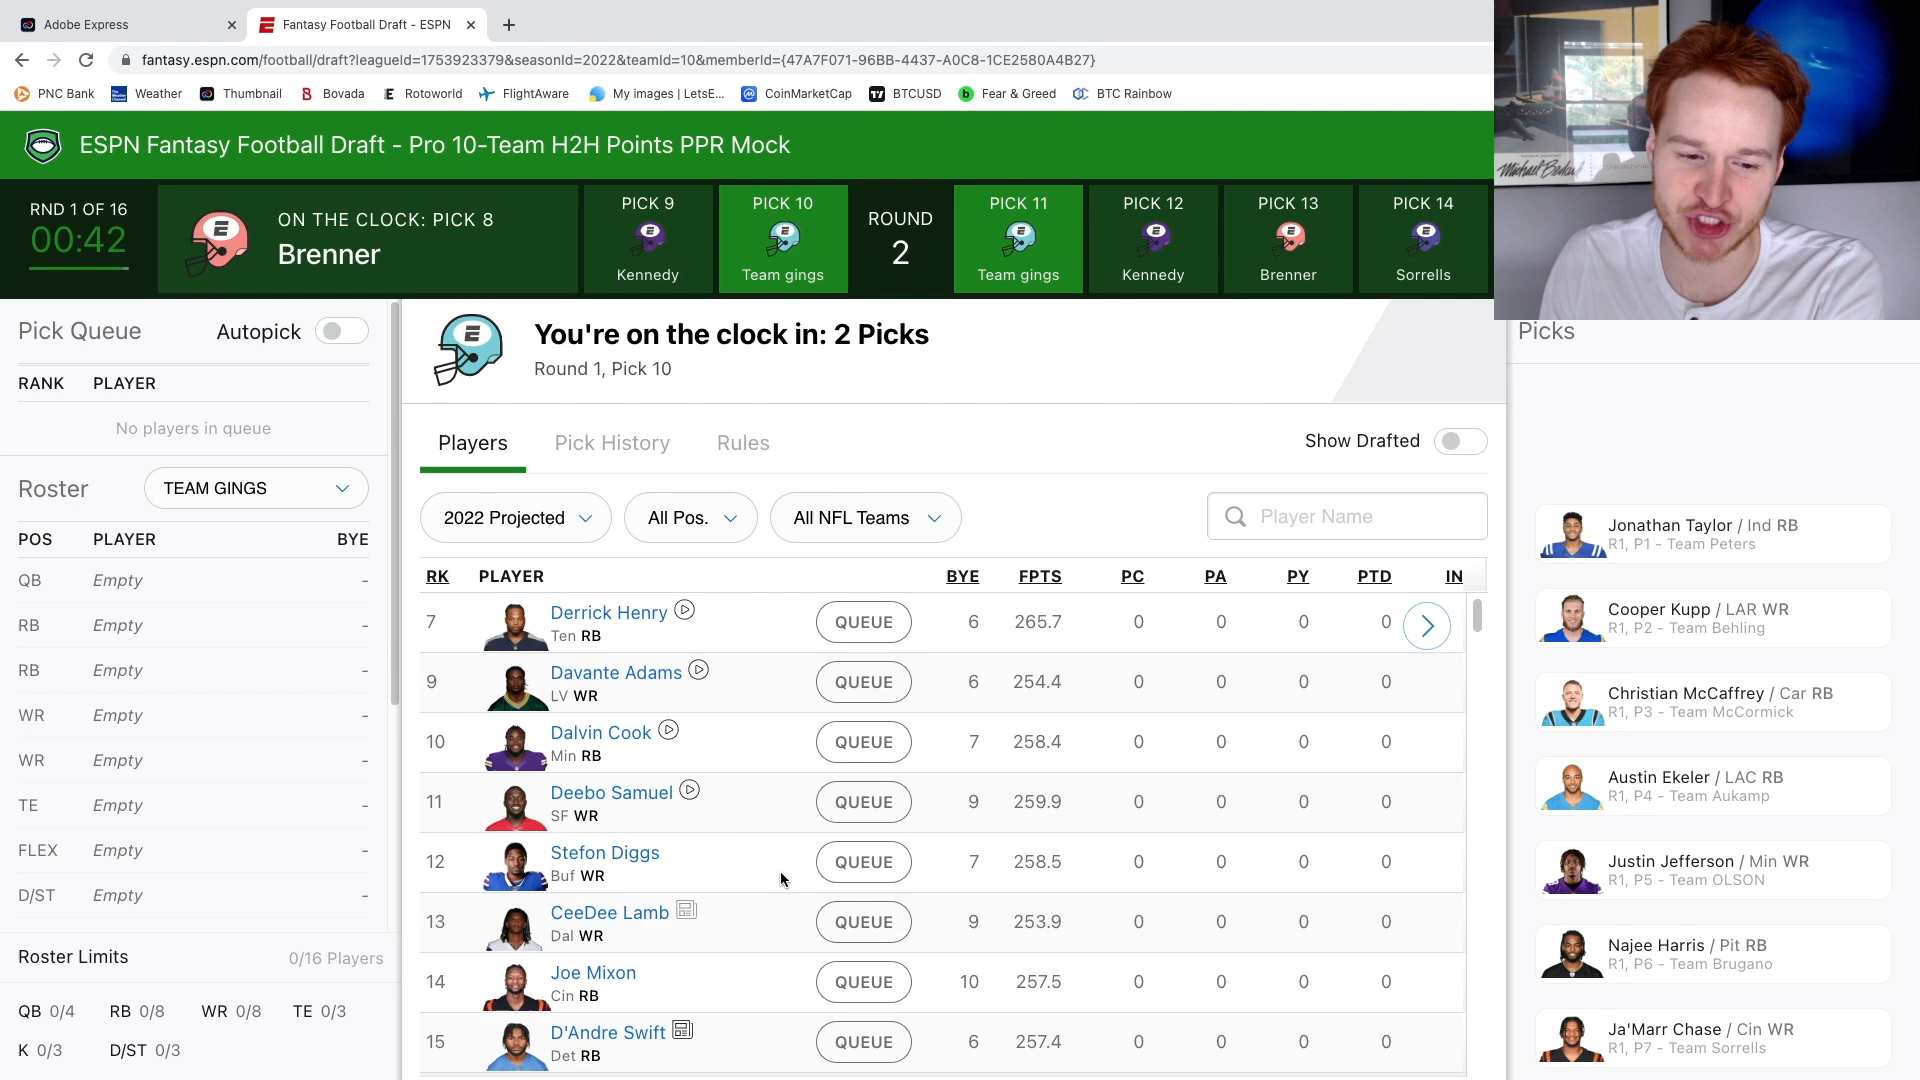 Adobe Express
Fantasy Football Draft - ESPN
fantasy.espn.com/football/draft?leagueId=1753923379&seasonId=2022&teamId=10&memberId={47A7F071-96BB-4437-A0C8-1CE2580A4B27}
PNC Bank Weather Thumbnail Bovada Rotoworld FlightAware My images | LetsE... CoinMarketCap BTCUSD Fear & Greed BTC Rainbow
ESPN Fantasy Football Draft - Pro 10-Team H2H Points PPR Mock
RND 1 OF 16
00:42
ON THE CLOCK: PICK 8
Brenner
PICK 9
Kennedy
PICK 10
Team gings
ROUND
2
PICK 11
Team gings
PICK 12
Kennedy
PICK 13
Brenner
PICK 14
Sorrells
Pick Queue Autopick
RANK PLAYER
No players in queue
Roster TEAM GINGS
POS PLAYER BYE
QB Empty -
RB Empty -
RB Empty -
WR Empty -
WR Empty -
TE Empty -
FLEX Empty -
D/ST Empty -
Roster Limits 0/16 Players
QB 0/4 RB 0/8 WR 0/8 TE 0/3
K 0/3 D/ST 0/3
You're on the clock in: 2 Picks
Round 1, Pick 10
Players Pick History Rules Show Drafted
2022 Projected All Pos. All NFL Teams Player Name
RK PLAYER BYE FPTS PC PA PY PTD IN
7 Derrick Henry QUEUE 6 265.7 0 0 0 0
Ten RB
9 Davante Adams QUEUE 6 254.4 0 0 0 0
LV WR
10 Dalvin Cook QUEUE 7 258.4 0 0 0 0
Min RB
11 Deebo Samuel QUEUE 9 259.9 0 0 0 0
SF WR
12 Stefon Diggs QUEUE 7 258.5 0 0 0 0
Buf WR
13 CeeDee Lamb QUEUE 9 253.9 0 0 0 0
Dal WR
14 Joe Mixon QUEUE 10 257.5 0 0 0 0
Cin RB
15 D'Andre Swift QUEUE 6 257.4 0 0 0 0
Det RB
Picks
Jonathan Taylor / Ind RB
R1, P1 - Team Peters
Cooper Kupp / LAR WR
R1, P2 - Team Behling
Christian McCaffrey / Car RB
R1, P3 - Team McCormick
Austin Ekeler / LAC RB
R1, P4 - Team Aukamp
Justin Jefferson / Min WR
R1, P5 - Team OLSON
Najee Harris / Pit RB
R1, P6 - Team Brugano
Ja'Marr Chase / Cin WR
R1, P7 - Team Sorrells